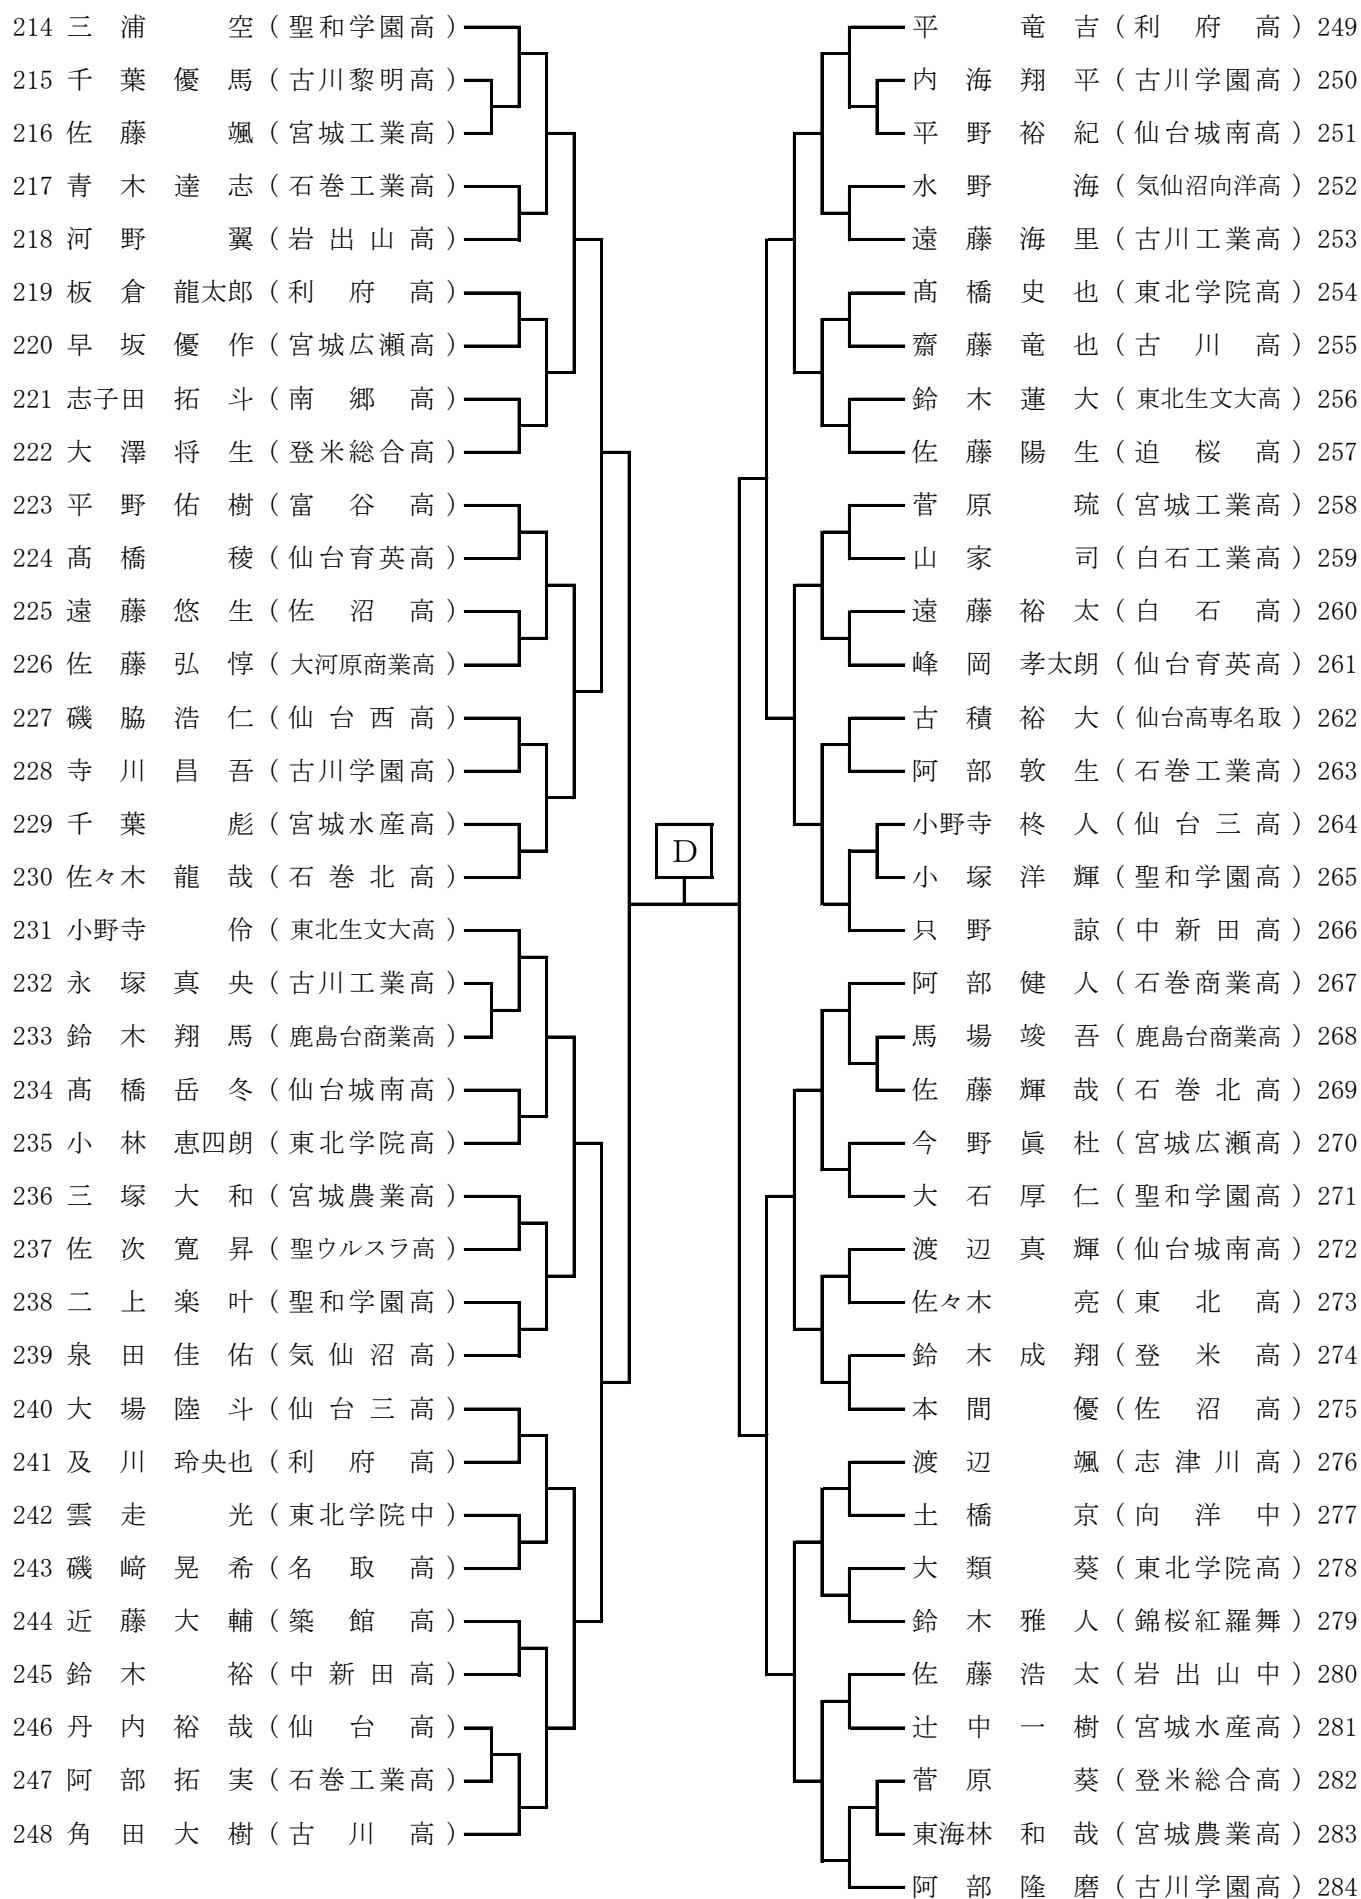 214 三浦 空 (聖和学園高)
215 千葉優馬 (古川黎明高)
216 佐藤 颯 (宮城工業高)
217 青木達志 (石巻工業高)
218 河野 翼 (岩出山高)
219 板倉龍太郎 (利府高)
220 早坂優作 (宮城広瀬高)
221 志子田拓斗 (南郷高)
222 大澤将生 (登米総合高)
223 平野佑樹 (富谷高)
224 髙橋 稜 (仙台育英高)
225 遠藤悠生 (佐沼高)
226 佐藤弘惇 (大河原商業高)
227 磯脇浩仁 (仙台西高)
228 寺川昌吾 (古川学園高)
229 千葉 彪 (宮城水産高)
230 佐々木龍哉 (石巻北高)
231 小野寺 伶 (東北生文大高)
232 永塚真央 (古川工業高)
233 鈴木翔馬 (鹿島台商業高)
234 髙橋岳冬 (仙台城南高)
235 小林恵四朗 (東北学院高)
236 三塚大和 (宮城農業高)
237 佐次寛昇 (聖ウルスラ高)
238 二上楽叶 (聖和学園高)
239 泉田佳佑 (気仙沼高)
240 大場陸斗 (仙台三高)
241 及川玲央也 (利府高)
242 雲走 光 (東北学院中)
243 磯﨑晃希 (名取高)
244 近藤大輔 (築館高)
245 鈴木 裕 (中新田高)
246 丹内裕哉 (仙台高)
247 阿部拓実 (石巻工業高)
248 角田大樹 (古川高)
D
平 竜吉 (利府高) 249
内海翔平 (古川学園高) 250
平野裕紀 (仙台城南高) 251
水野 海 (気仙沼向洋高) 252
遠藤海里 (古川工業高) 253
髙橋史也 (東北学院高) 254
齋藤竜也 (古川高) 255
鈴木蓮大 (東北生文大高) 256
佐藤陽生 (迫桜高) 257
菅原 琉 (宮城工業高) 258
山家 司 (白石工業高) 259
遠藤裕太 (白石高) 260
峰岡孝太朗 (仙台育英高) 261
古積裕大 (仙台高専名取) 262
阿部敦生 (石巻工業高) 263
小野寺柊人 (仙台三高) 264
小塚洋輝 (聖和学園高) 265
只野 諒 (中新田高) 266
阿部健人 (石巻商業高) 267
馬場竣吾 (鹿島台商業高) 268
佐藤輝哉 (石巻北高) 269
今野眞杜 (宮城広瀬高) 270
大石厚仁 (聖和学園高) 271
渡辺真輝 (仙台城南高) 272
佐々木 亮 (東北高) 273
鈴木成翔 (登米高) 274
本間 優 (佐沼高) 275
渡辺 颯 (志津川高) 276
土橋 京 (向洋中) 277
大類 葵 (東北学院高) 278
鈴木雅人 (錦桜紅羅舞) 279
佐藤浩太 (岩出山中) 280
辻中一樹 (宮城水産高) 281
菅原 葵 (登米総合高) 282
東海林和哉 (宮城農業高) 283
阿部隆磨 (古川学園高) 284